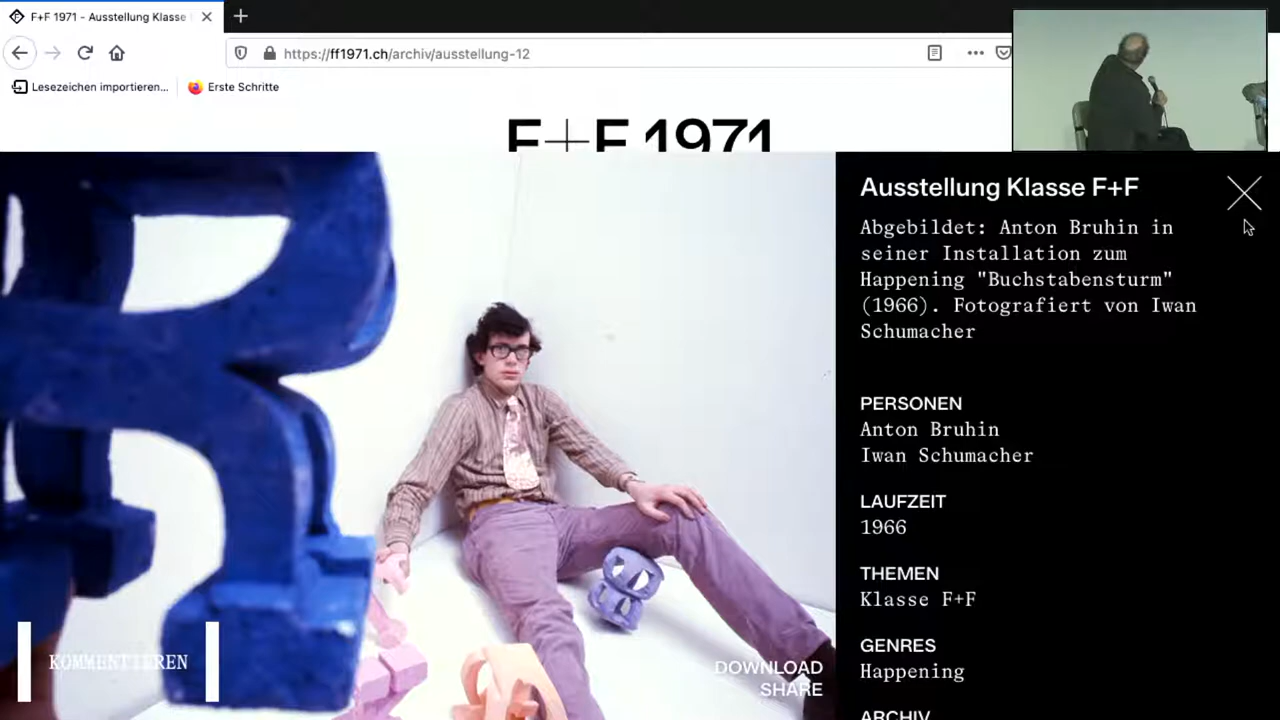 F+F 1971 - Ausstellung Klasse
https://ff1971.ch/archiv/ausstellung-12
Lesezeichen importieren...
Erste Schritte
F+F 1971
Ausstellung Klasse F+F
Abgebildet: Anton Bruhin in
seiner Installation zum
Happening "Buchstabensturm"
(1966). Fotografiert von Iwan
Schumacher
PERSONEN
Anton Bruhin
Iwan Schumacher
LAUFZEIT
1966
THEMEN
Klasse F+F
GENRES
Happening
ARCHIV
KOMMENTIEREN
DOWNLOAD
SHARE
R